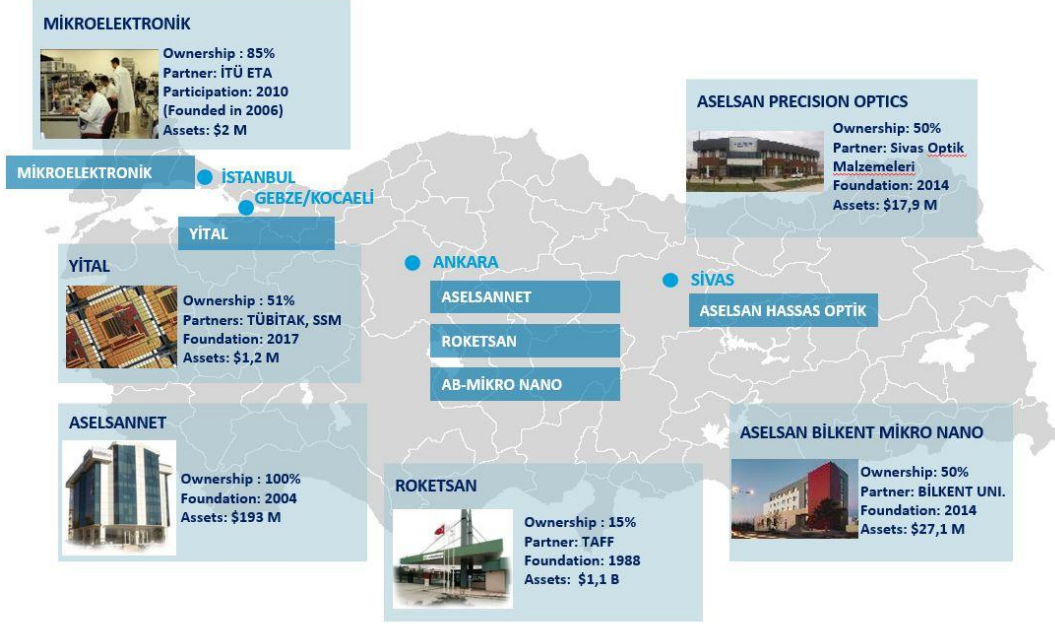 MİKROELEKTRONİK
Ownership : 85%
Partner: İTÜ ETA
Participation: 2010
(Founded in 2006)
Assets: $2 M
MİKROELEKTRONİK
İSTANBUL
GEBZE/KOCAELİ
YİTAL
YİTAL
Ownership : 51%
Partners: TÜBİTAK, SSM
Foundation: 2017
Assets: $1,2 M
ANKARA
ASELSANNET
ROKETSAN
AB-MİKRO NANO
ASELSAN PRECISION OPTICS
Ownership: 50%
Partner: Sivas Optik
Malzemeleri
Foundation: 2014
Assets: $17,9 M
SİVAS
ASELSAN HASSAS OPTİK
ASELSANNET
Ownership : 100%
Foundation: 2004
Assets: $193 M
ROKETSAN
Ownership : 15%
Partner: TAFF
Foundation: 1988
Assets:  $1,1 B
ASELSAN BİLKENT MİKRO NANO
Ownership: 50%
Partner: BİLKENT UNI.
Foundation: 2014
Assets: $27,1 M